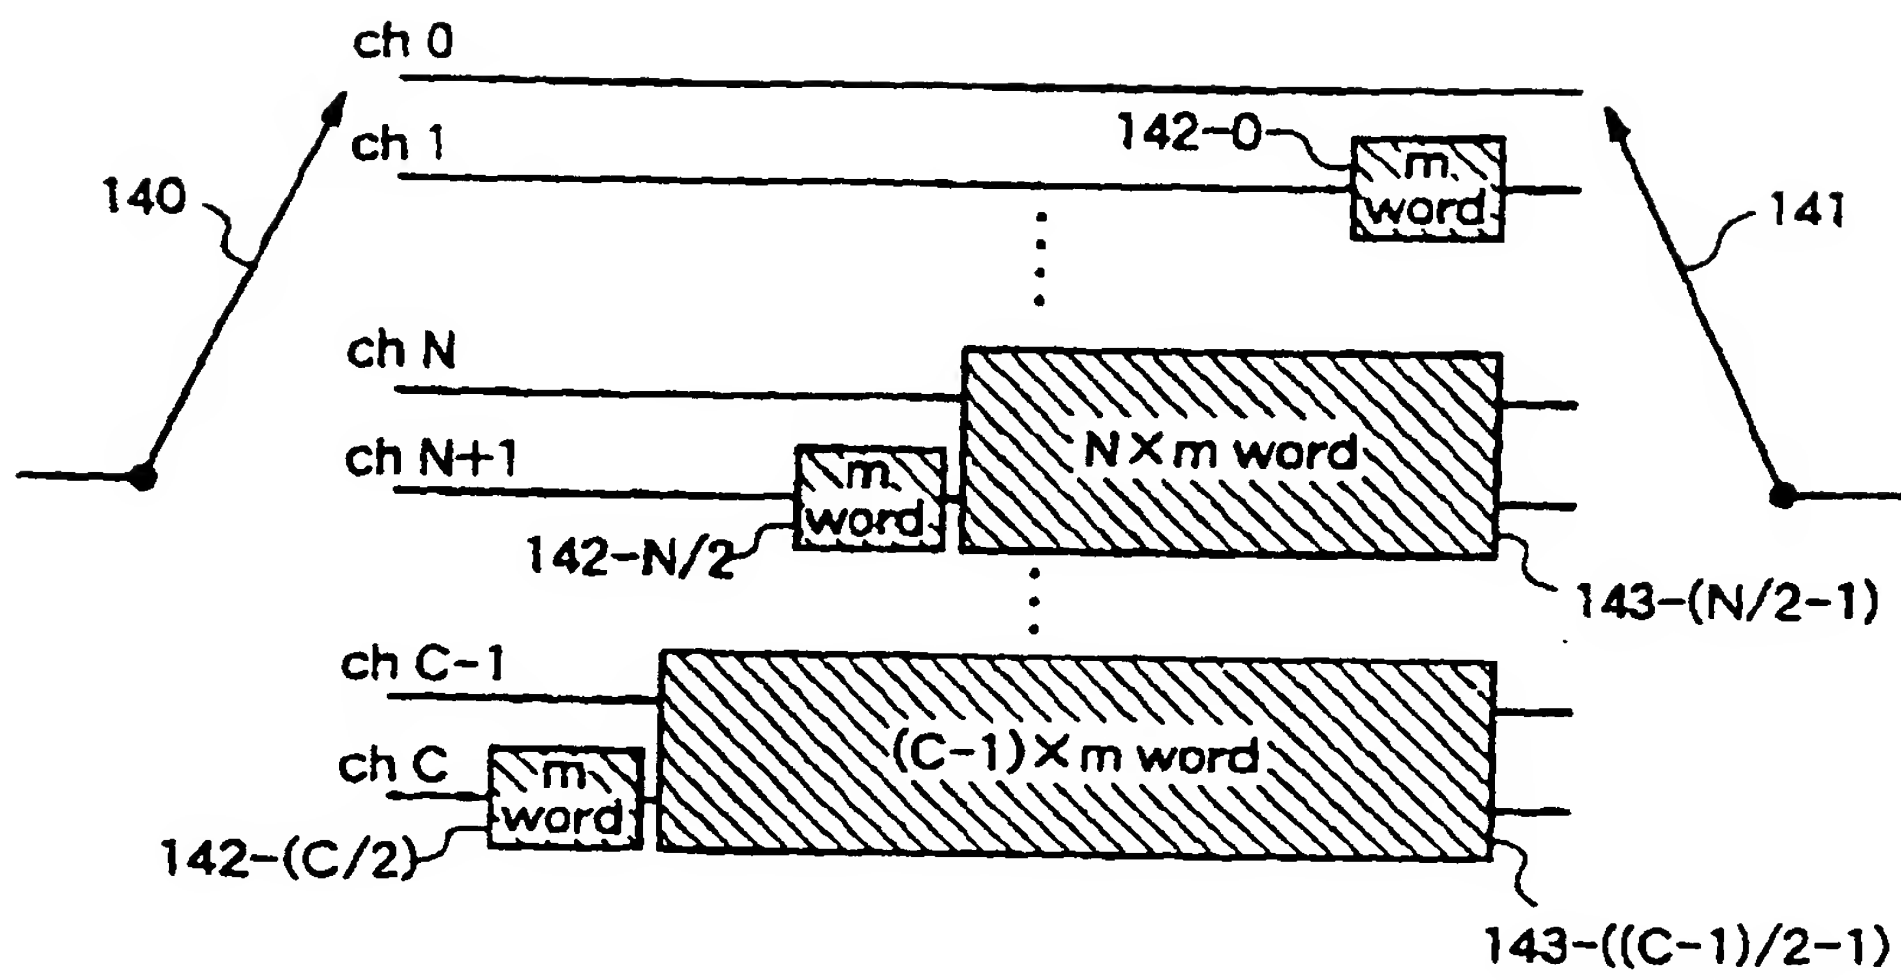 ch 0
ch 1
142-0
m
word
140
141
ch N
N×m word
ch N+1
m
word
142-N/2
143-(N/2-1)
ch C-1
(C-1)×m word
ch C
m
word
142-(C/2)
143-((C-1)/2-1)